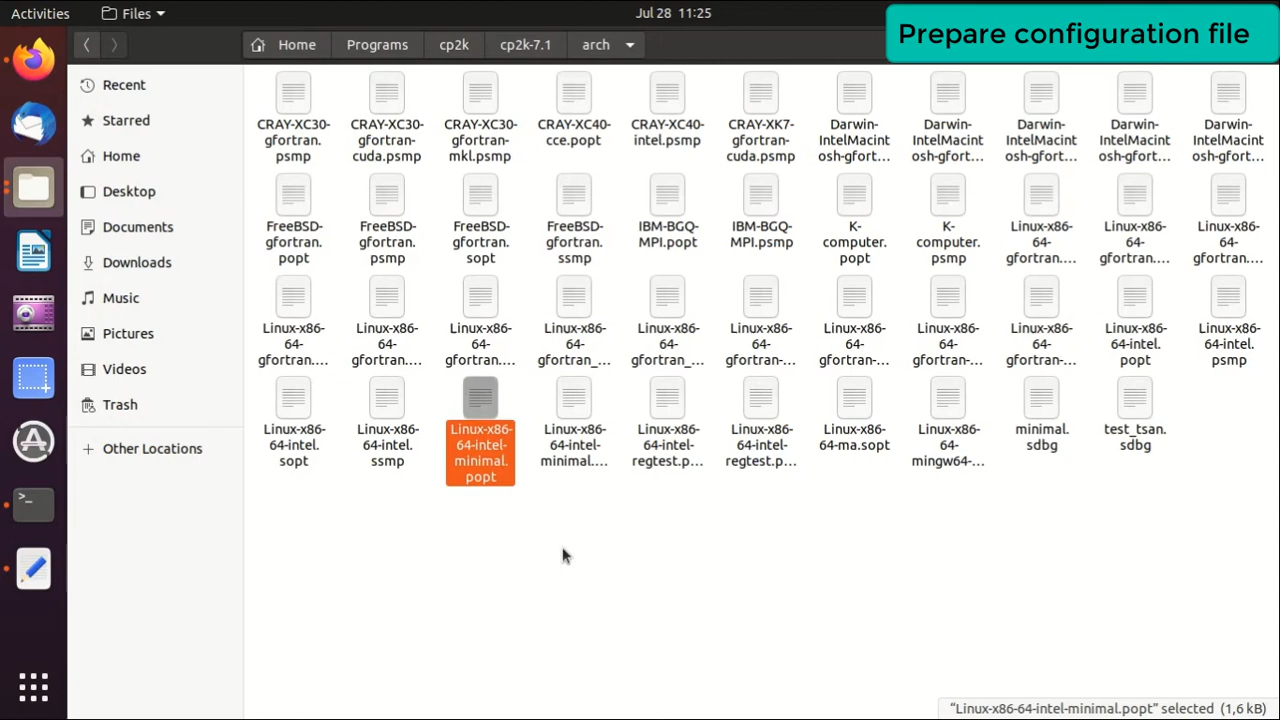 Activities
Files
Jul 28 11:25
Prepare configuration file
Home
Programs
cp2k
cp2k-7.1
arch
Recent
Starred
Home
Desktop
Documents
Downloads
Music
Pictures
Videos
Trash
Other Locations
CRAY-XC30-
gfortran.
psmp
CRAY-XC30-
gfortran-
cuda.psmp
CRAY-XC30-
gfortran-
mkl.psmp
CRAY-XC40-
cce.popt
CRAY-XC40-
intel.psmp
CRAY-XK7-
gfortran-
cuda.psmp
Darwin-
IntelMacint
osh-gfort...
Darwin-
IntelMacint
osh-gfort...
Darwin-
IntelMacint
osh-gfort...
Darwin-
IntelMacint
osh-gfort...
Darwin-
IntelMacint
osh-gfort...
FreeBSD-
gfortran.
popt
FreeBSD-
gfortran.
psmp
FreeBSD-
gfortran.
sopt
FreeBSD-
gfortran.
ssmp
IBM-BGQ-
MPI.popt
IBM-BGQ-
MPI.psmp
K-
computer.
popt
K-
computer.
psmp
Linux-x86-
64-
gfortran....
Linux-x86-
64-
gfortran....
Linux-x86-
64-
gfortran....
Linux-x86-
64-
gfortran....
Linux-x86-
64-
gfortran....
Linux-x86-
64-
gfortran....
Linux-x86-
64-
gfortran_...
Linux-x86-
64-
gfortran_...
Linux-x86-
64-
gfortran-...
Linux-x86-
64-
gfortran-...
Linux-x86-
64-
gfortran-...
Linux-x86-
64-
gfortran-...
Linux-x86-
64-intel.
popt
Linux-x86-
64-intel.
psmp
Linux-x86-
64-intel.
sopt
Linux-x86-
64-intel.
ssmp
Linux-x86-
64-intel-
minimal.
popt
Linux-x86-
64-intel-
minimal....
Linux-x86-
64-intel-
regtest.p...
Linux-x86-
64-intel-
regtest.p...
Linux-x86-
64-ma.sopt
Linux-x86-
64-
mingw64-...
minimal.
sdbg
test_tsan.
sdbg
"Linux-x86-64-intel-minimal.popt" selected (1,6 kB)